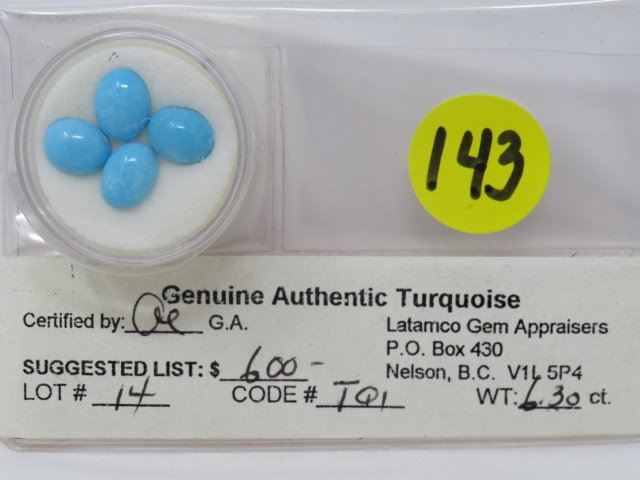 143
Genuine Authentic Turquoise
Certified by: G.A.
Latamco Gem Appraisers
P.O. Box 430
SUGGESTED LIST: $ 600-
Nelson, B.C. V1L 5P4
LOT # 14 CODE # TQ1 WT: 6.30 ct.